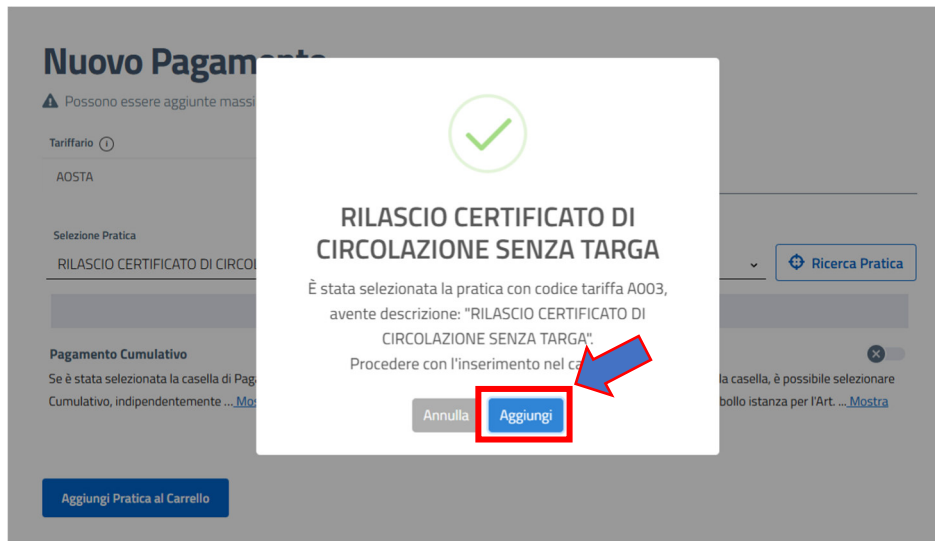 Nuovo Pagam
Possono essere aggiunte massi
Tariffario
AOSTA
Selezione Pratica
RILASCIO CERTIFICATO DI CIRCOL
Ricerca Pratica
RILASCIO CERTIFICATO DI
CIRCOLAZIONE SENZA TARGA
È stata selezionata la pratica con codice tariffa A003,
avente descrizione: "RILASCIO CERTIFICATO DI
CIRCOLAZIONE SENZA TARGA".
Procedere con l'inserimento nel ca
Annulla
Aggiungi
Pagamento Cumulativo
Se è stata selezionata la casella di Pag
Cumulativo, indipendentemente ... Mos
la casella, è possibile selezionare
bollo istanza per l'Art. ... Mostra
Aggiungi Pratica al Carrello